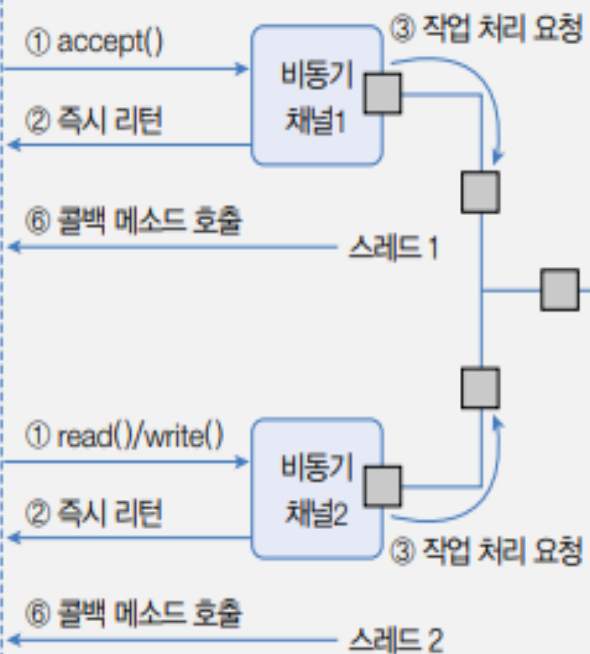 ① accept()
③ 작업 처리 요청
비동기
채널1
② 즉시 리턴
⑥ 콜백 메소드 호출
스레드 1
① read()/write()
비동기
채널2
② 즉시 리턴
③ 작업 처리 요청
⑥ 콜백 메소드 호출
스레드 2